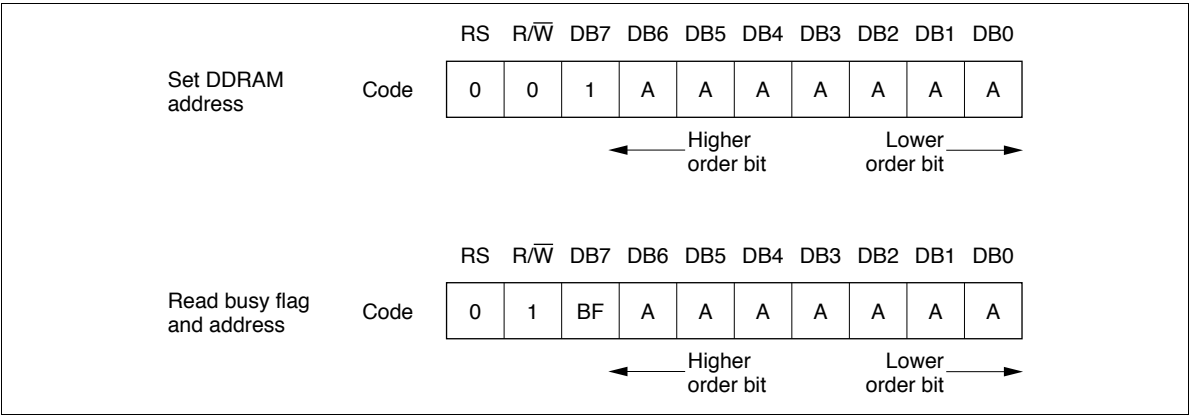 RS R/W̅ DB7 DB6 DB5 DB4 DB3 DB2 DB1 DB0
Set DDRAM
address
Code 0 0 1 A A A A A A A
Higher
order bit
Lower
order bit
RS R/W̅ DB7 DB6 DB5 DB4 DB3 DB2 DB1 DB0
Read busy flag
and address
Code 0 1 BF A A A A A A A
Higher
order bit
Lower
order bit